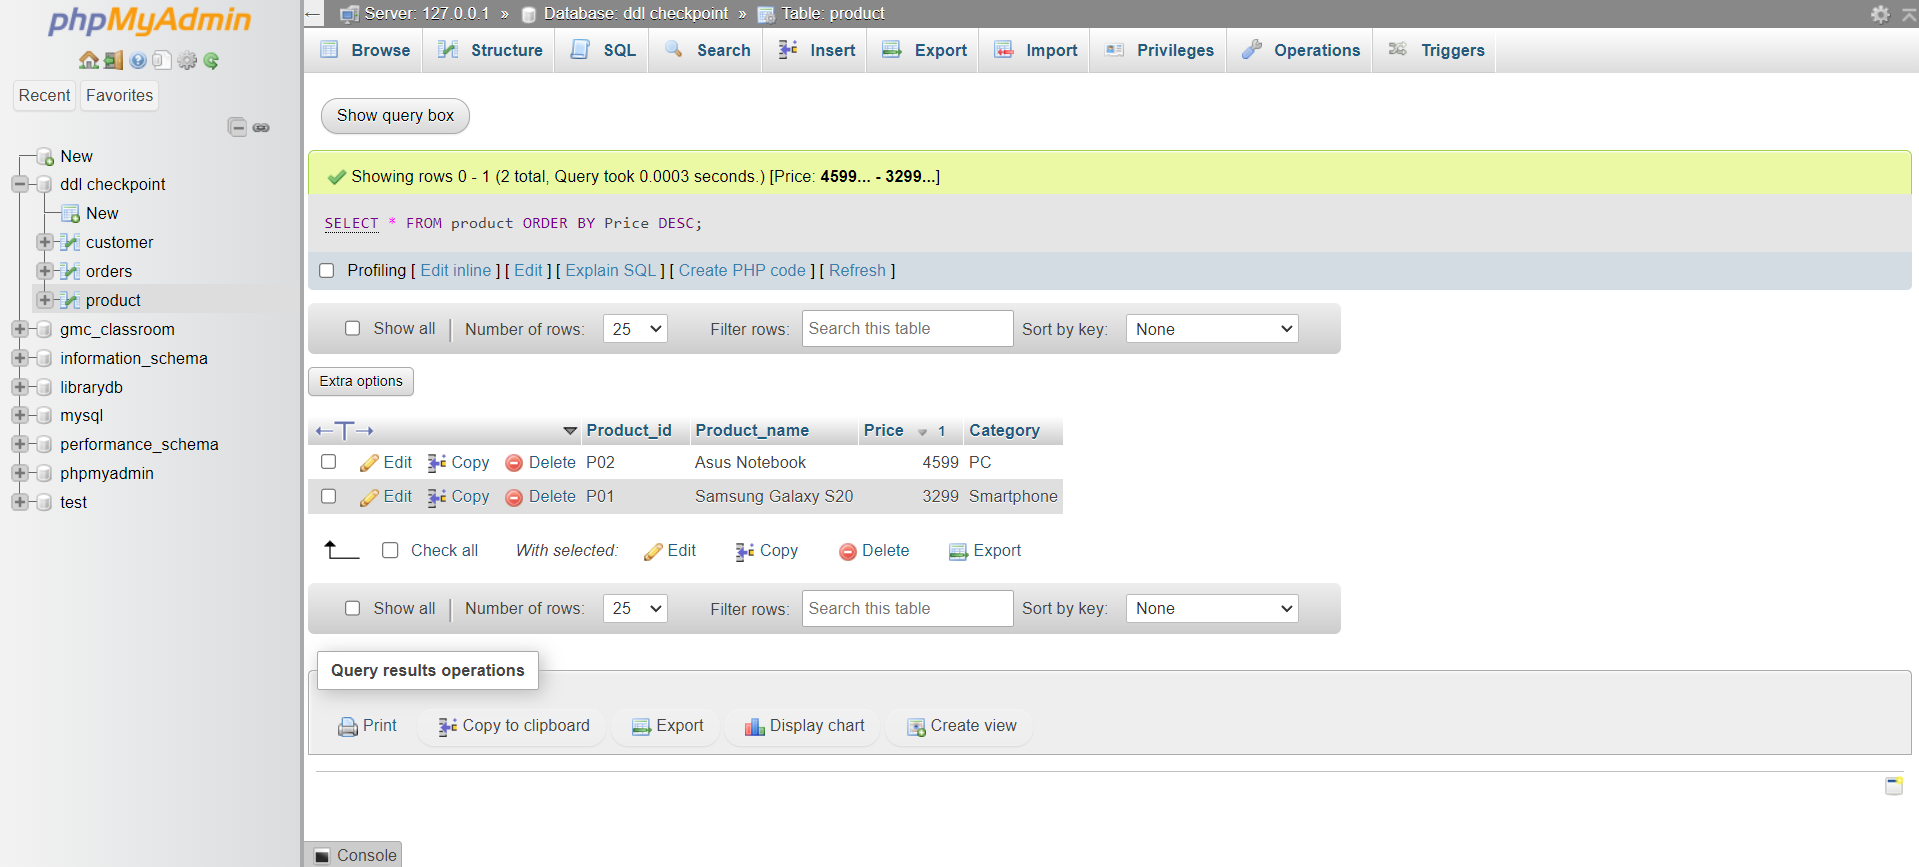 phpMyAdmin
Recent Favorites
New
ddl checkpoint
New
customer
orders
product
gmc_classroom
information_schema
librarydb
mysql
performance_schema
phpmyadmin
test
← Server: 127.0.0.1 » Database: ddl checkpoint » Table: product
Browse Structure SQL Search Insert Export Import Privileges Operations Triggers
Show query box
Showing rows 0 - 1 (2 total, Query took 0.0003 seconds.) [Price: 4599... - 3299...]
SELECT * FROM product ORDER BY Price DESC;
Profiling [ Edit inline ] [ Edit ] [ Explain SQL ] [ Create PHP code ] [ Refresh ]
Show all | Number of rows: 25 Filter rows: Search this table Sort by key: None
Extra options
←T→ Product_id Product_name Price 1 Category
Edit Copy Delete P02 Asus Notebook 4599 PC
Edit Copy Delete P01 Samsung Galaxy S20 3299 Smartphone
Check all With selected: Edit Copy Delete Export
Show all | Number of rows: 25 Filter rows: Search this table Sort by key: None
Query results operations
Print Copy to clipboard Export Display chart Create view
Console